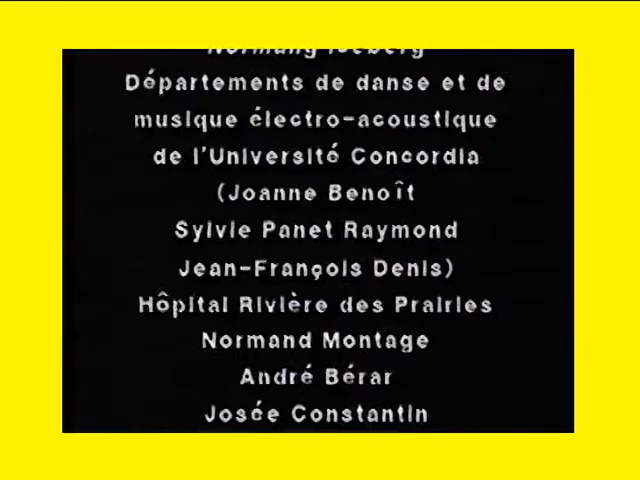 Départements de danse et de
musique électro-acoustique
de l'Université Concordia
(Joanne Benoît
Sylvie Panet Raymond
Jean-François Denis)
Hôpital Rivière des Prairies
Normand Montage
André Bérar
Josée Constantin